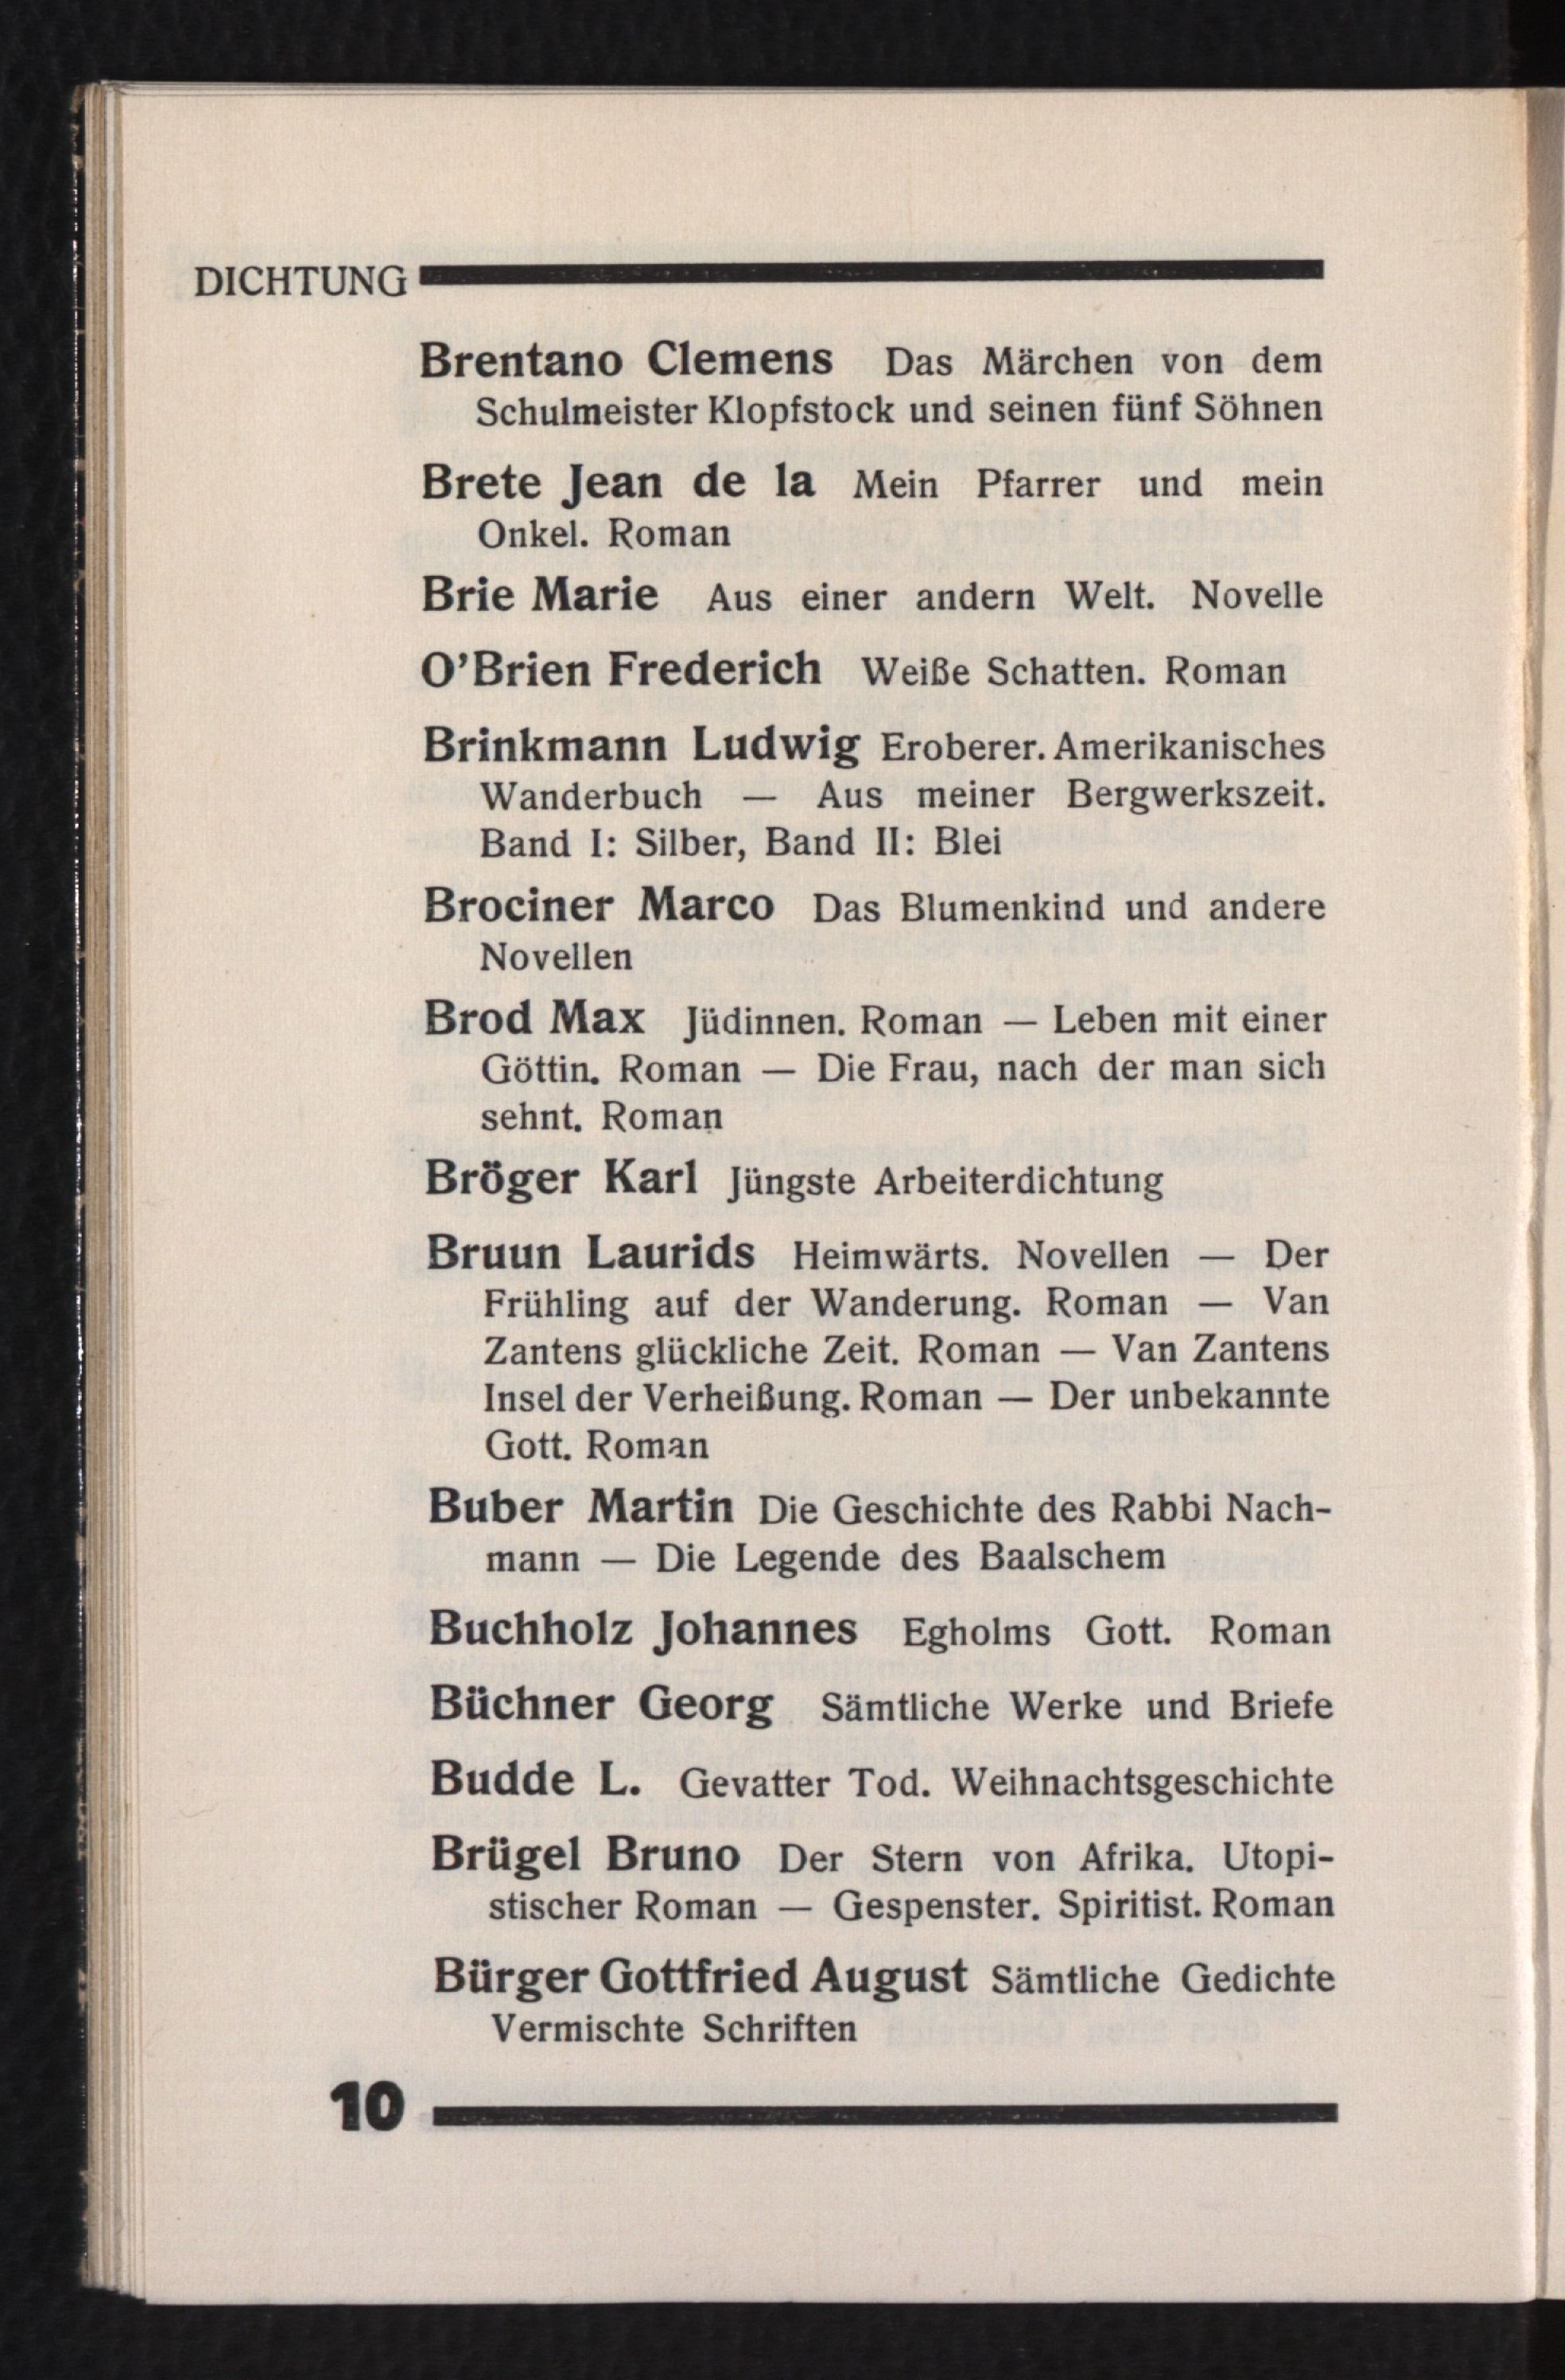 DICHTUNG
Brentano Clemens Das Märchen von dem
Schulmeister Klopfstock und seinen fünf Söhnen
Brete Jean de la Mein Pfarrer und mein
Onkel. Roman
Brie Marie Aus einer andern Welt. Novelle
O'Brien Frederich Weiße Schatten. Roman
Brinkmann Ludwig Eroberer. Amerikanisches
Wanderbuch — Aus meiner Bergwerkszeit.
Band I: Silber, Band II: Blei
Brociner Marco Das Blumenkind und andere
Novellen
Brod Max Jüdinnen. Roman — Leben mit einer
Göttin. Roman — Die Frau, nach der man sich
sehnt. Roman
Bröger Karl Jüngste Arbeiterdichtung
Bruun Laurids Heimwärts. Novellen — Der
Frühling auf der Wanderung. Roman — Van
Zantens glückliche Zeit. Roman — Van Zantens
Insel der Verheißung. Roman — Der unbekannte
Gott. Roman
Buber Martin Die Geschichte des Rabbi Nach-
mann — Die Legende des Baalschem
Buchholz Johannes Egholms Gott. Roman
Büchner Georg Sämtliche Werke und Briefe
Budde L. Gevatter Tod. Weihnachtsgeschichte
Brügel Bruno Der Stern von Afrika. Utopi-
stischer Roman — Gespenster. Spiritist. Roman
Bürger Gottfried August Sämtliche Gedichte
Vermischte Schriften
10